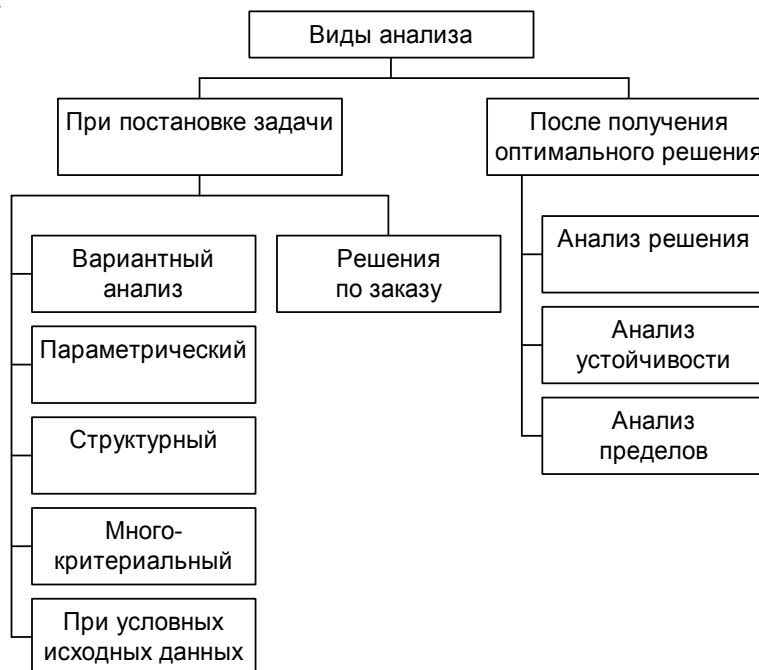 Виды анализа
При постановке задачи
После получения
оптимального решения
Вариантный
анализ
Решения
по заказу
Параметрический
Структурный
Много-
критериальный
При условных
исходных данных
Анализ решения
Анализ
устойчивости
Анализ
пределов